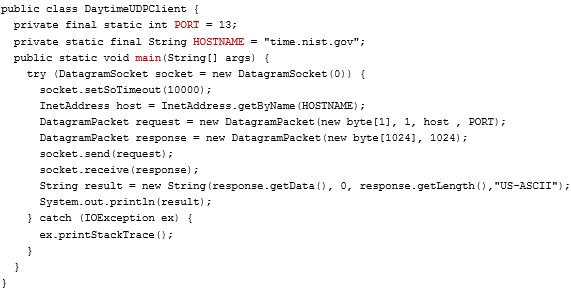 public class DaytimeUDPClient {
  private final static int PORT = 13;
  private static final String HOSTNAME = "time.nist.gov";
  public static void main(String[] args) {
    try (DatagramSocket socket = new DatagramSocket(0)) {
      socket.setSoTimeout(10000);
      InetAddress host = InetAddress.getByName(HOSTNAME);
      DatagramPacket request = new DatagramPacket(new byte[1], 1, host , PORT);
      DatagramPacket response = new DatagramPacket(new byte[1024], 1024);
      socket.send(request);
      socket.receive(response);
      String result = new String(response.getData(), 0, response.getLength(),"US-ASCII");
      System.out.println(result);
    } catch (IOException ex) {
      ex.printStackTrace();
    }
  }
}